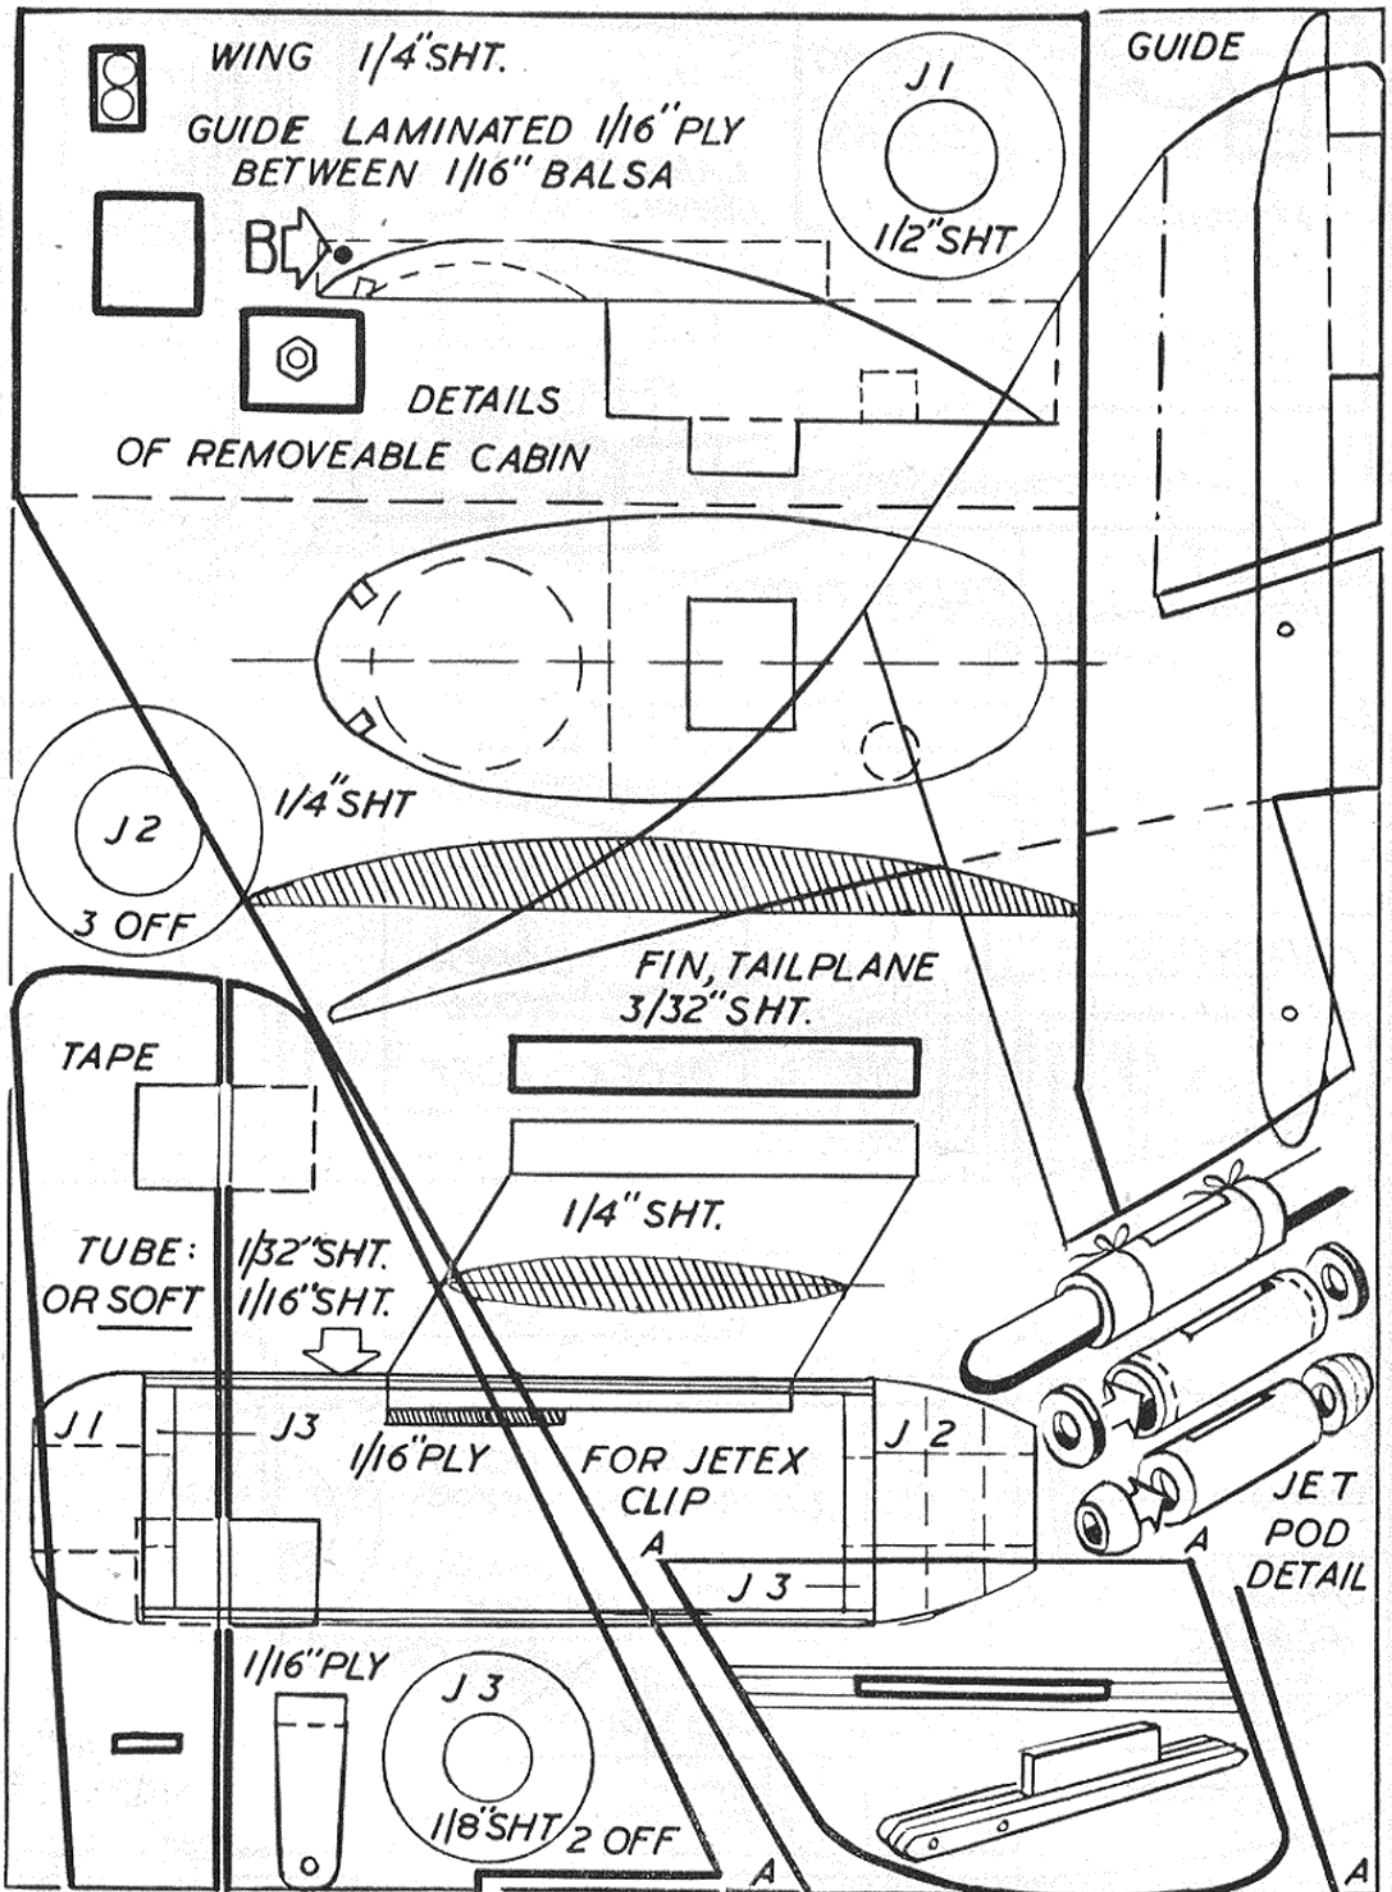 WING 1/4"SHT.
GUIDE LAMINATED 1/16"PLY
BETWEEN 1/16" BALSA
J1
1/2"SHT
GUIDE
B
DETAILS
OF REMOVEABLE CABIN
J2
3 OFF
1/4"SHT
FIN, TAILPLANE
3/32"SHT.
TAPE
1/4"SHT.
TUBE: 1/32"SHT.
OR SOFT 1/16"SHT.
J1
J3
1/16"PLY
FOR JETEX
CLIP
J2
J3
JET
POD
DETAIL
A
A
1/16"PLY
J3
1/8"SHT
2 OFF
A
A